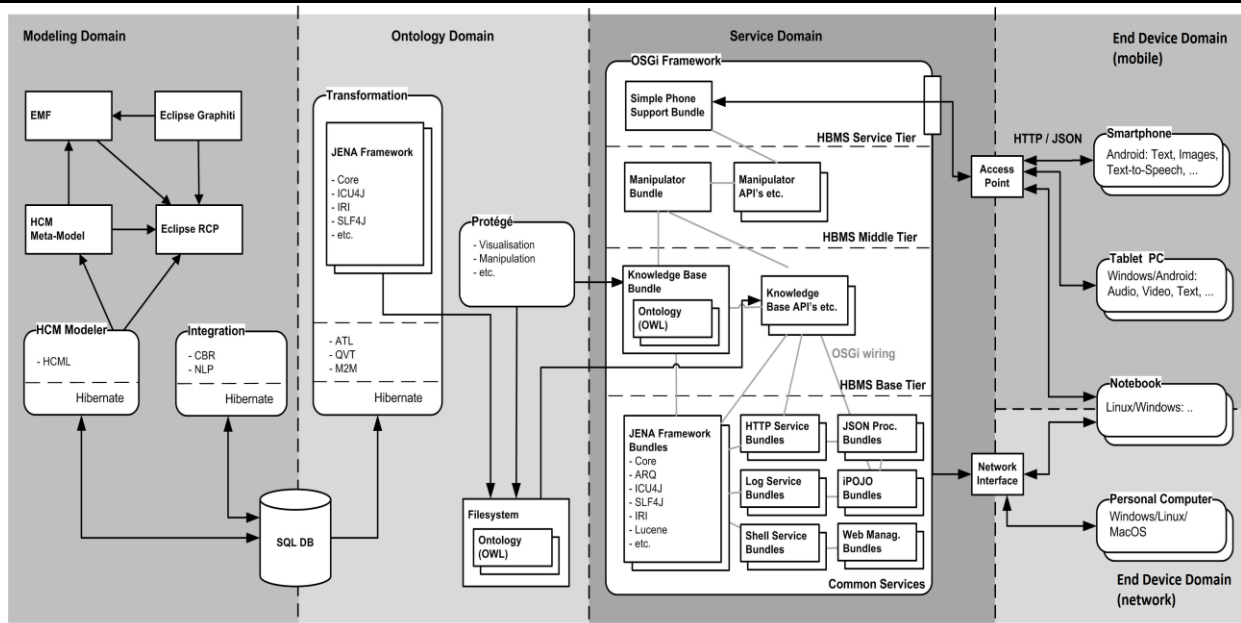 Modeling Domain
EMF
Eclipse Graphiti
HCM
Meta-Model
Eclipse RCP
HCM Modeler
- HCML
Hibernate
Integration
- CBR
- NLP
Hibernate
SQL DB
Ontology Domain
Transformation
JENA Framework
- Core
- ICU4J
- IRI
- SLF4J
- etc.
- ATL
- QVT
- M2M
Hibernate
Protégé
- Visualisation
- Manipulation
- etc.
Filesystem
Ontology
(OWL)
Service Domain
OSGi Framework
Simple Phone
Support Bundle
HBMS Service Tier
Manipulator
Bundle
Manipulator
API's etc.
HBMS Middle Tier
Knowledge Base
Bundle
Ontology
(OWL)
Knowledge
Base API's etc.
OSGi wiring
HBMS Base Tier
JENA Framework
Bundles
- Core
- ARQ
- ICU4J
- SLF4J
- IRI
- Lucene
- etc.
HTTP Service
Bundles
JSON Proc.
Bundles
Log Service
Bundles
iPOJO
Bundles
Shell Service
Bundles
Web Manag.
Bundles
Common Services
End Device Domain
(mobile)
HTTP / JSON
Access
Point
Smartphone
Android: Text, Images,
Text-to-Speech, ...
Tablet PC
Windows/Android:
Audio, Video, Text, ...
Notebook
Linux/Windows: ..
Network
Interface
Personal Computer
Windows/Linux/
MacOS
End Device Domain
(network)